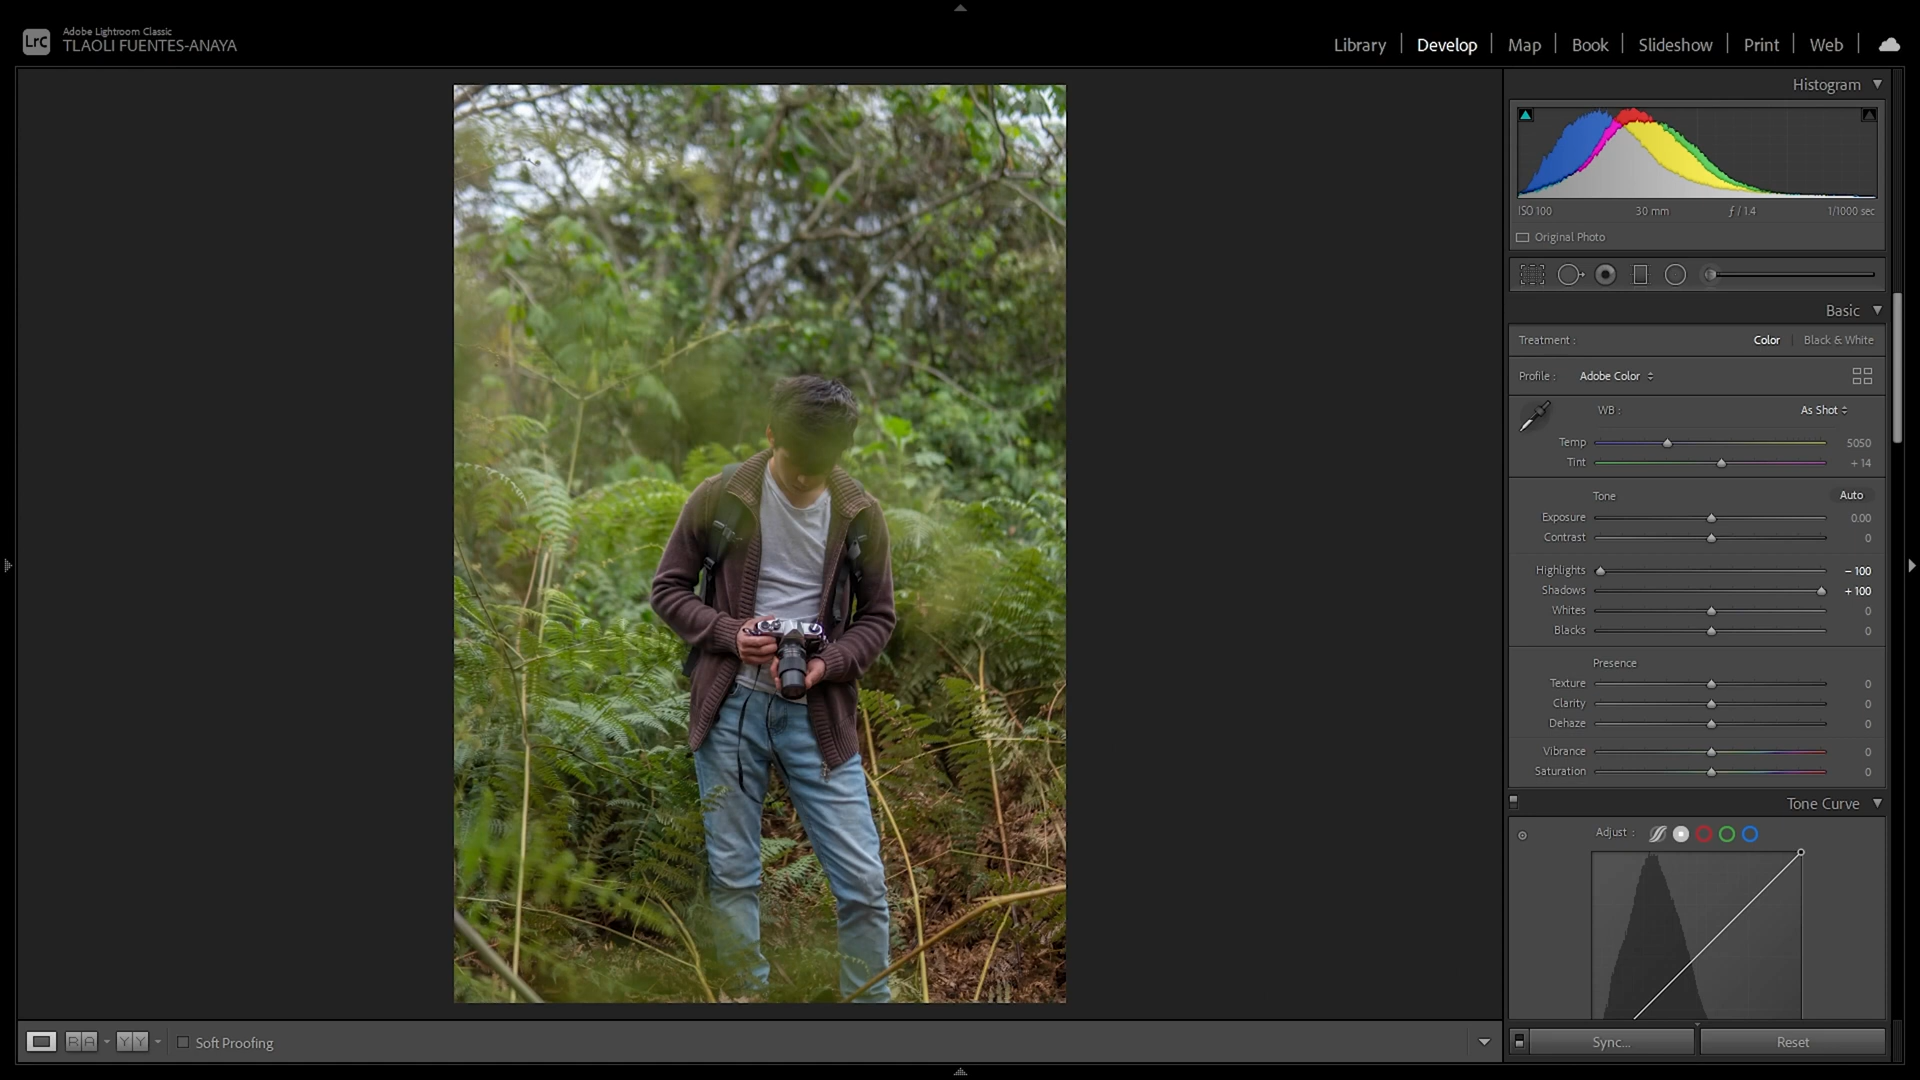 LrC
Adobe Lightroom Classic
TLAOLI FUENTES-ANAYA
Library | Develop | Map | Book | Slideshow | Print | Web |
Histogram
ISO 100 30 mm ƒ / 1.4 1/1000 sec
Original Photo
Basic
Treatment : Color | Black & White
Profile : Adobe Color
WB : As Shot
Temp 5050
Tint + 14
Tone Auto
Exposure 0.00
Contrast 0
Highlights − 100
Shadows + 100
Whites 0
Blacks 0
Presence
Texture 0
Clarity 0
Dehaze 0
Vibrance 0
Saturation 0
Tone Curve
Adjust :
R A Y Y Soft Proofing
Sync... Reset